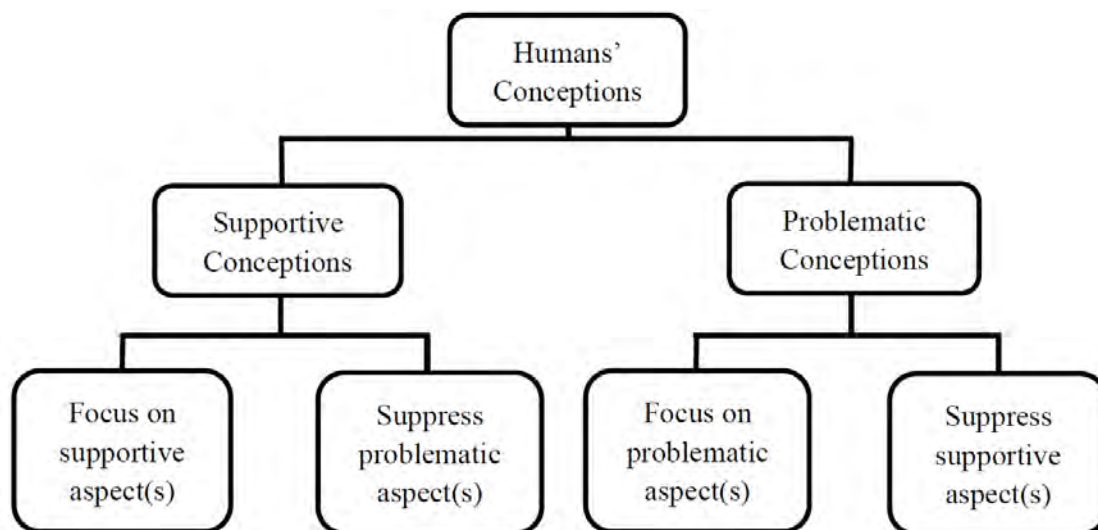 Humans’
Conceptions
Supportive
Conceptions
Problematic
Conceptions
Focus on
supportive
aspect(s)
Suppress
problematic
aspect(s)
Focus on
problematic
aspect(s)
Suppress
supportive
aspect(s)